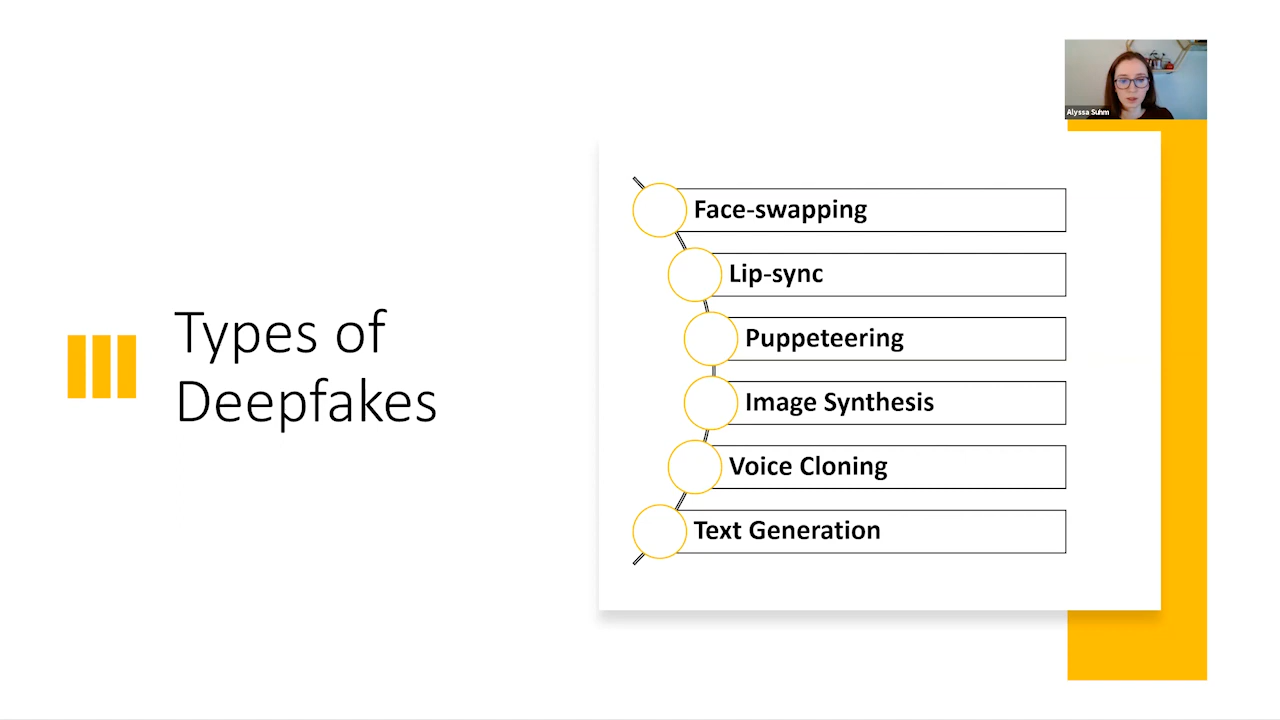 Alyssa Suhm
Types of
Deepfakes
Face-swapping
Lip-sync
Puppeteering
Image Synthesis
Voice Cloning
Text Generation